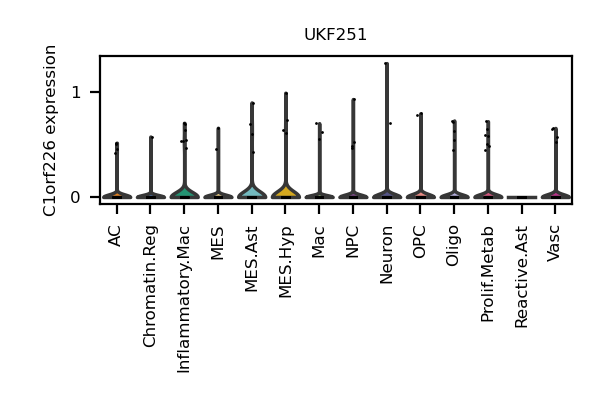 UKF251
C1orf226 expression
1
0
AC
Chromatin.Reg
Inflammatory.Mac
MES
MES.Ast
MES.Hyp
Mac
NPC
Neuron
OPC
Oligo
Prolif.Metab
Reactive.Ast
Vasc